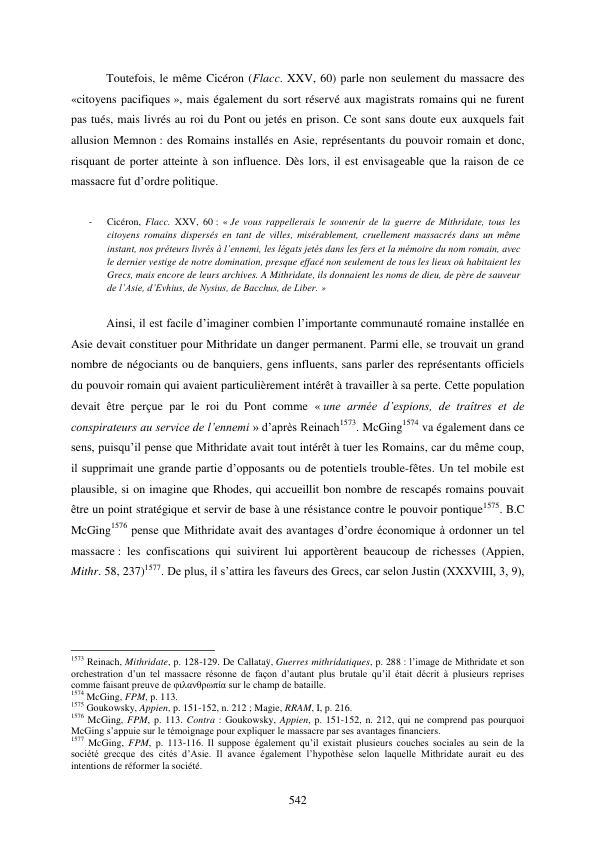 Toutefois, le même Cicéron (Flacc. XXV, 60) parle non seulement du massacre des
«citoyens pacifiques », mais également du sort réservé aux magistrats romains qui ne furent
pas tués, mais livrés au roi du Pont ou jetés en prison. Ce sont sans doute eux auxquels fait
allusion Memnon : des Romains installés en Asie, représentants du pouvoir romain et donc,
risquant de porter atteinte à son influence. Dès lors, il est envisageable que la raison de ce
massacre fut d'ordre politique.
- Cicéron, Flacc. XXV, 60 : « Je vous rappellerais le souvenir de la guerre de Mithridate, tous les
citoyens romains dispersés en tant de villes, misérablement, cruellement massacrés dans un même
instant, nos préteurs livrés à l'ennemi, les légats jetés dans les fers et la mémoire du nom romain, avec
le dernier vestige de notre domination, presque effacé non seulement de tous les lieux où habitaient les
Grecs, mais encore de leurs archives. A Mithridate, ils donnaient les noms de dieu, de père de sauveur
de l'Asie, d'Evhius, de Nysius, de Bacchus, de Liber. »
Ainsi, il est facile d'imaginer combien l'importante communauté romaine installée en
Asie devait constituer pour Mithridate un danger permanent. Parmi elle, se trouvait un grand
nombre de négociants ou de banquiers, gens influents, sans parler des représentants officiels
du pouvoir romain qui avaient particulièrement intérêt à travailler à sa perte. Cette population
devait être perçue par le roi du Pont comme « une armée d'espions, de traîtres et de
conspirateurs au service de l'ennemi » d'après Reinach1573. McGing1574 va également dans ce
sens, puisqu'il pense que Mithridate avait tout intérêt à tuer les Romains, car du même coup,
il supprimait une grande partie d'opposants ou de potentiels trouble-fêtes. Un tel mobile est
plausible, si on imagine que Rhodes, qui accueillit bon nombre de rescapés romains pouvait
être un point stratégique et servir de base à une résistance contre le pouvoir pontique1575. B.C
McGing1576 pense que Mithridate avait des avantages d'ordre économique à ordonner un tel
massacre : les confiscations qui suivirent lui apportèrent beaucoup de richesses (Appien,
Mithr. 58, 237)1577. De plus, il s'attira les faveurs des Grecs, car selon Justin (XXXVIII, 3, 9),
1573 Reinach, Mithridate, p. 128-129. De Callataÿ, Guerres mithridatiques, p. 288 : l'image de Mithridate et son
orchestration d'un tel massacre résonne de façon d'autant plus brutale qu'il était décrit à plusieurs reprises
comme faisant preuve de φιλανθρωπία sur le champ de bataille.
1574 McGing, FPM, p. 113.
1575 Goukowsky, Appien, p. 151-152, n. 212 ; Magie, RRAM, I, p. 216.
1576 McGing, FPM, p. 113. Contra : Goukowsky, Appien, p. 151-152, n. 212, qui ne comprend pas pourquoi
McGing s'appuie sur le témoignage pour expliquer le massacre par ses avantages financiers.
1577 McGing, FPM, p. 113-116. Il suppose également qu'il existait plusieurs couches sociales au sein de la
société grecque des cités d'Asie. Il avance également l'hypothèse selon laquelle Mithridate aurait eu des
intentions de réformer la société.
542